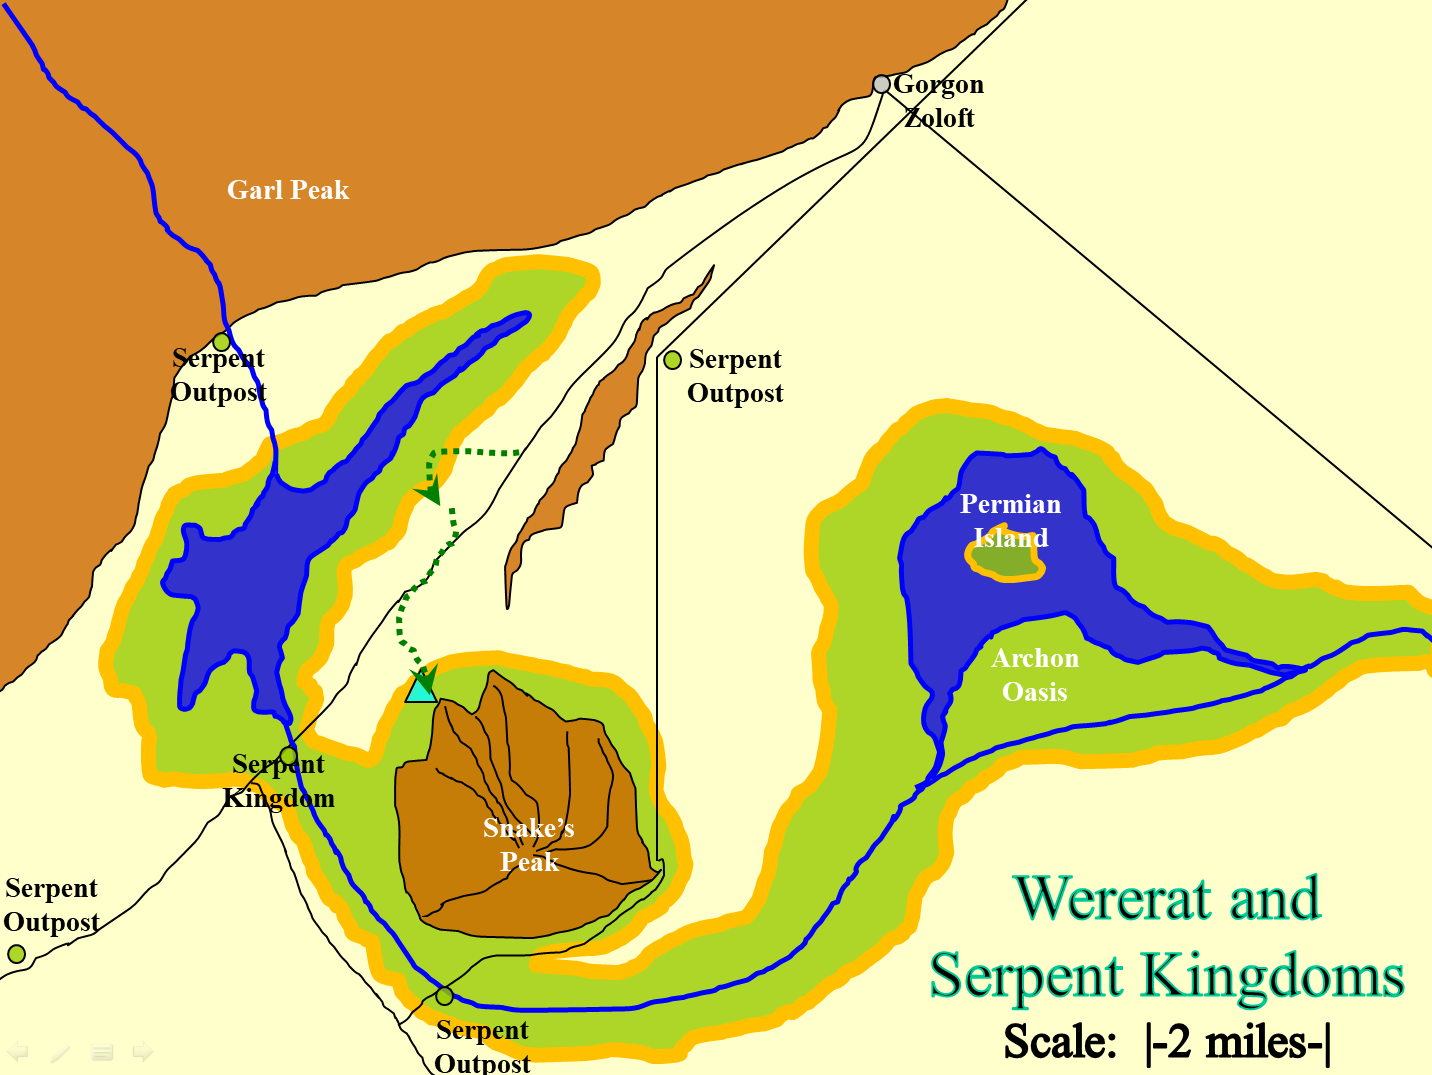 Gorgon
Zoloft
Garl Peak
Serpent
Outpost
Serpent
Outpost
Permian
Island
Archon
Oasis
Serpent
Kingdom
Snake’s
Peak
Serpent
Outpost
Wererat and
Serpent Kingdoms
Scale: |-2 miles-|
Serpent
Outpost